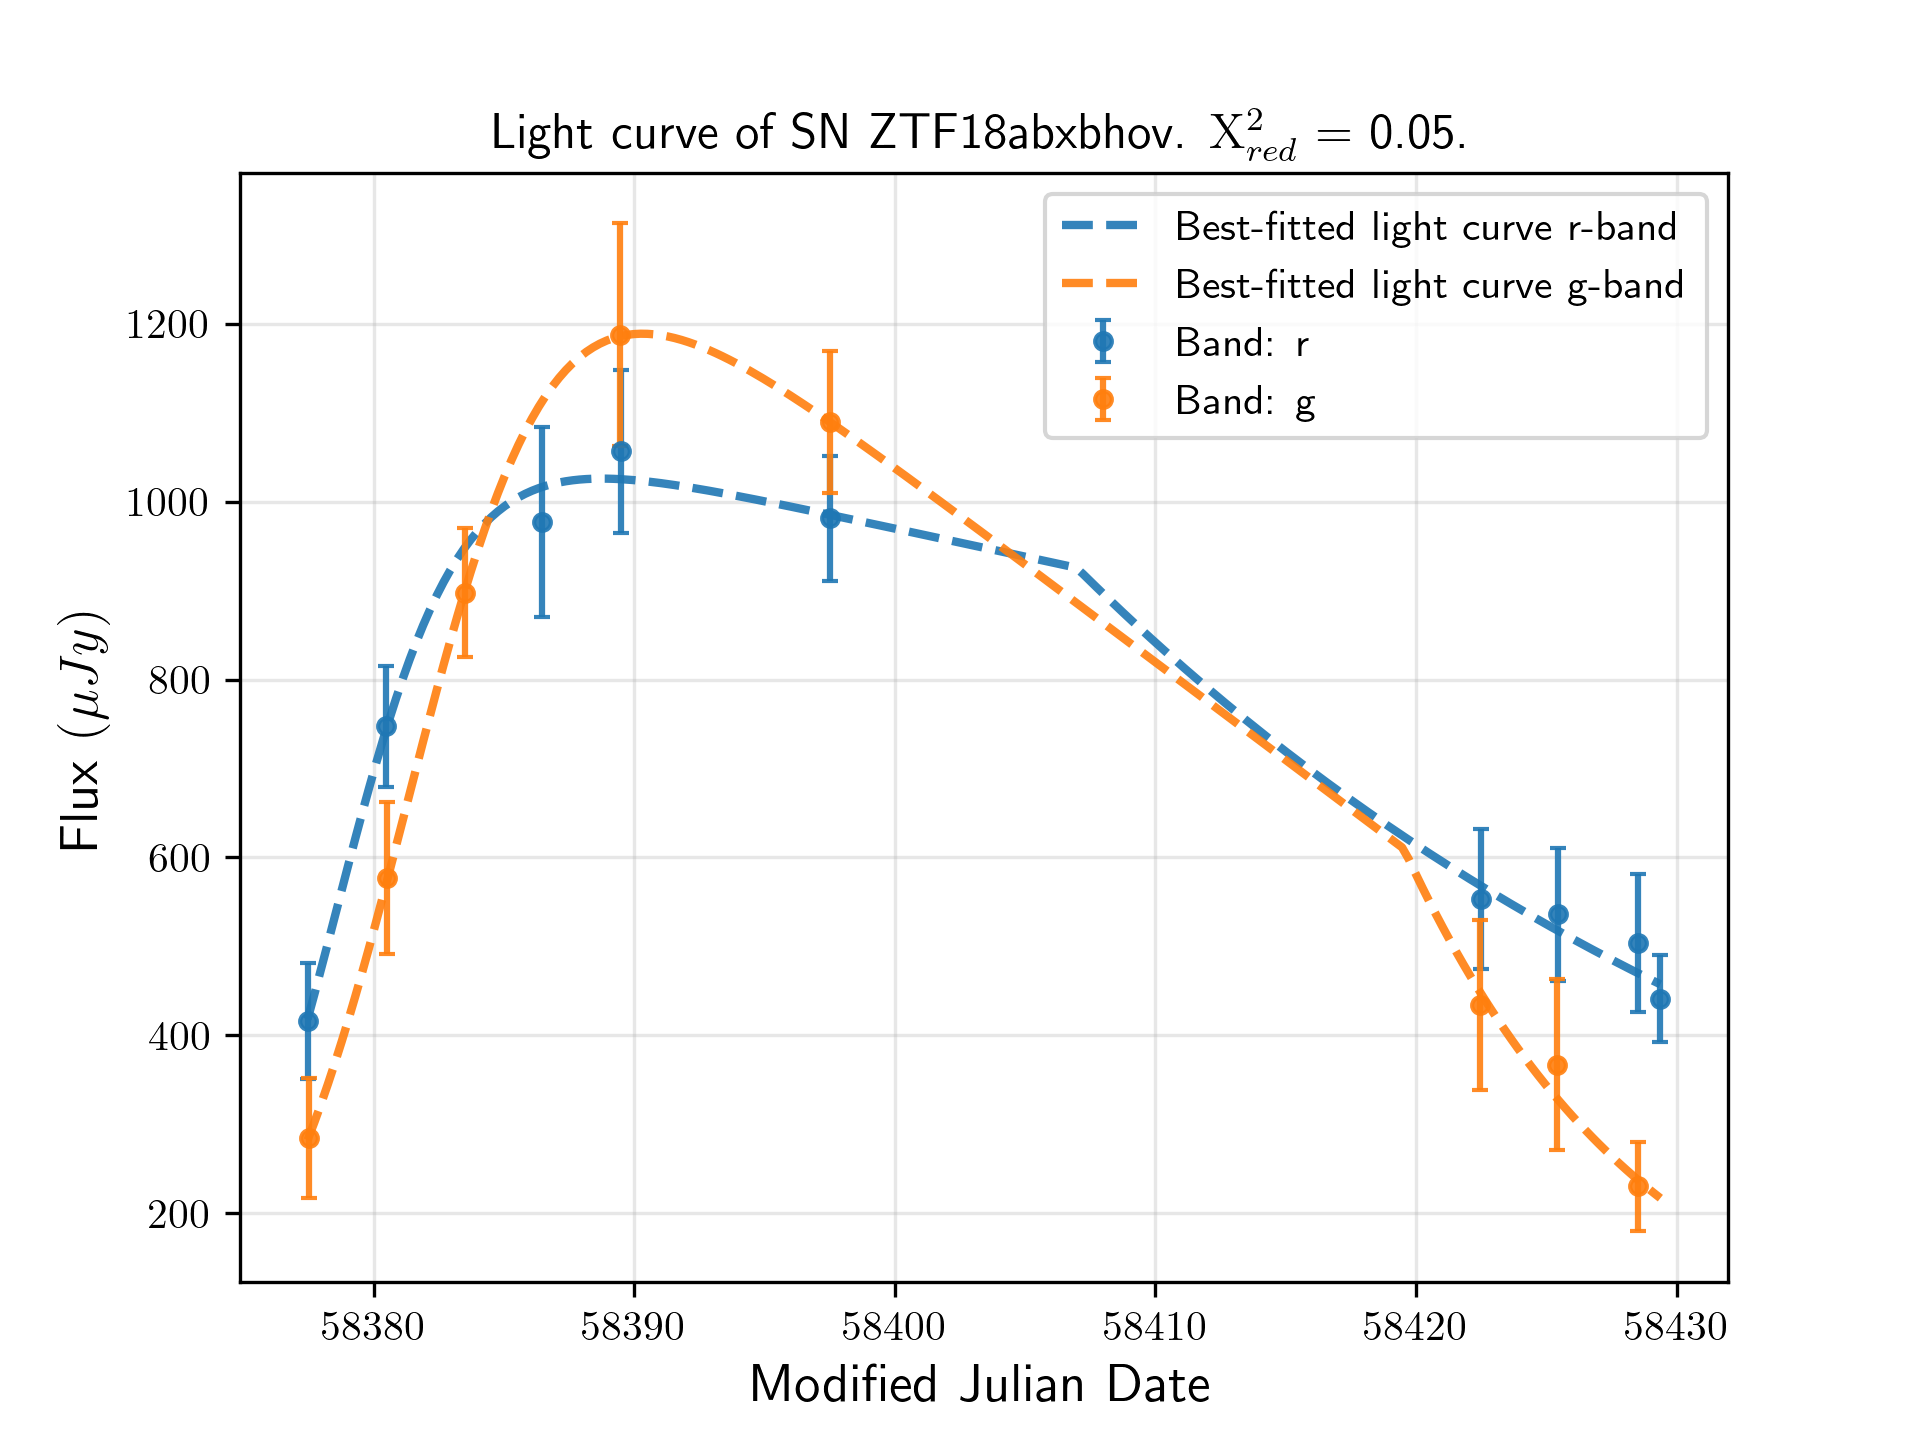 Light curve of SN ZTF18abxbhov. X²_red = 0.05.
Best-fitted light curve r-band
Best-fitted light curve g-band
Band: r
Band: g
Flux (μJy)
1200
1000
800
600
400
200
58380 58390 58400 58410 58420 58430
Modified Julian Date